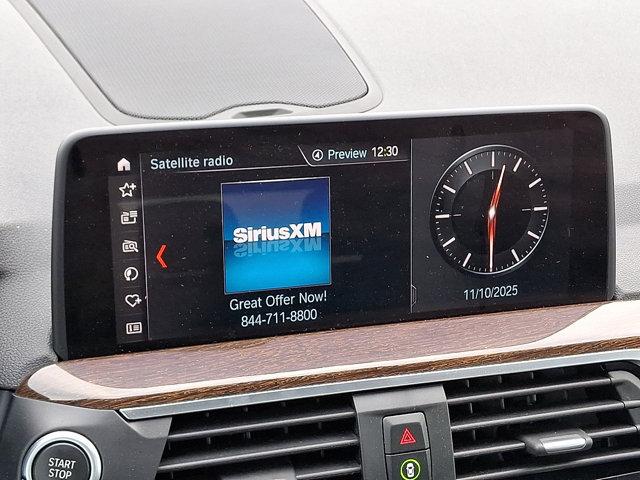 Satellite radio
Preview 12:30
SiriusXM
Great Offer Now!
844-711-8800
11/10/2025
START
STOP